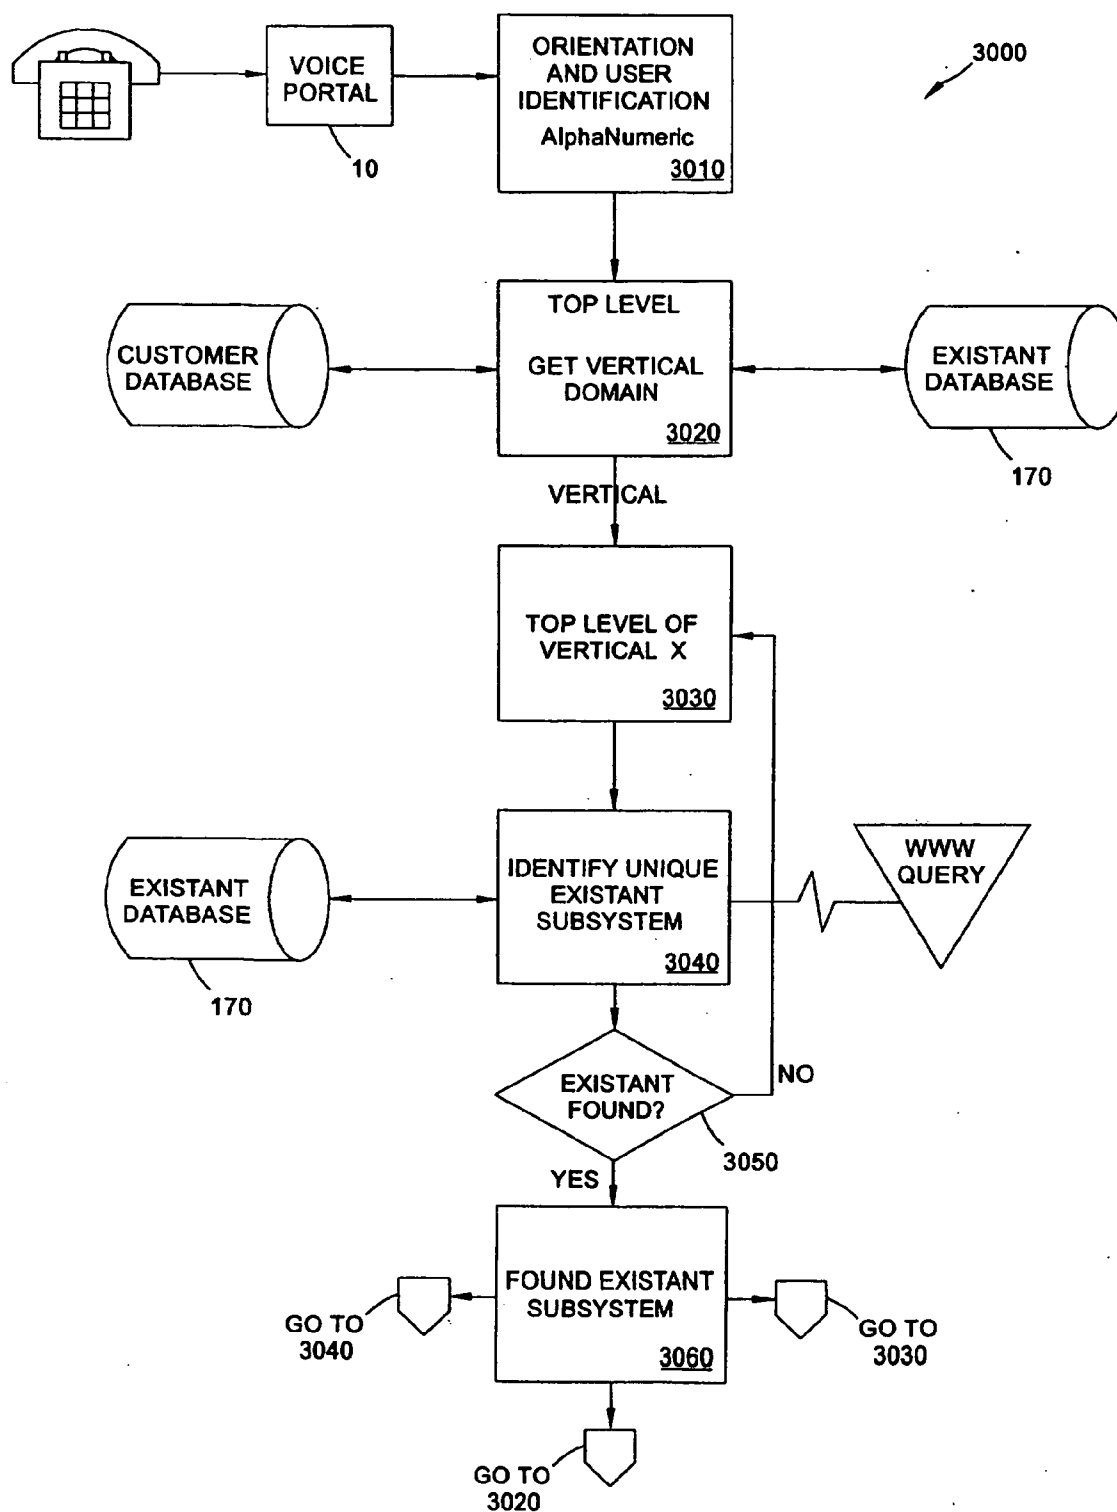 VOICE
PORTAL
10
ORIENTATION
AND USER
IDENTIFICATION
AlphaNumeric
3010
3000
CUSTOMER
DATABASE
TOP LEVEL
GET VERTICAL
DOMAIN
3020
EXISTANT
DATABASE
170
VERTICAL
TOP LEVEL OF
VERTICAL X
3030
EXISTANT
DATABASE
170
IDENTIFY UNIQUE
EXISTANT
SUBSYSTEM
3040
WWW
QUERY
EXISTANT
FOUND?
NO
3050
YES
FOUND EXISTANT
SUBSYSTEM
3060
GO TO
3040
GO TO
3030
GO TO
3020